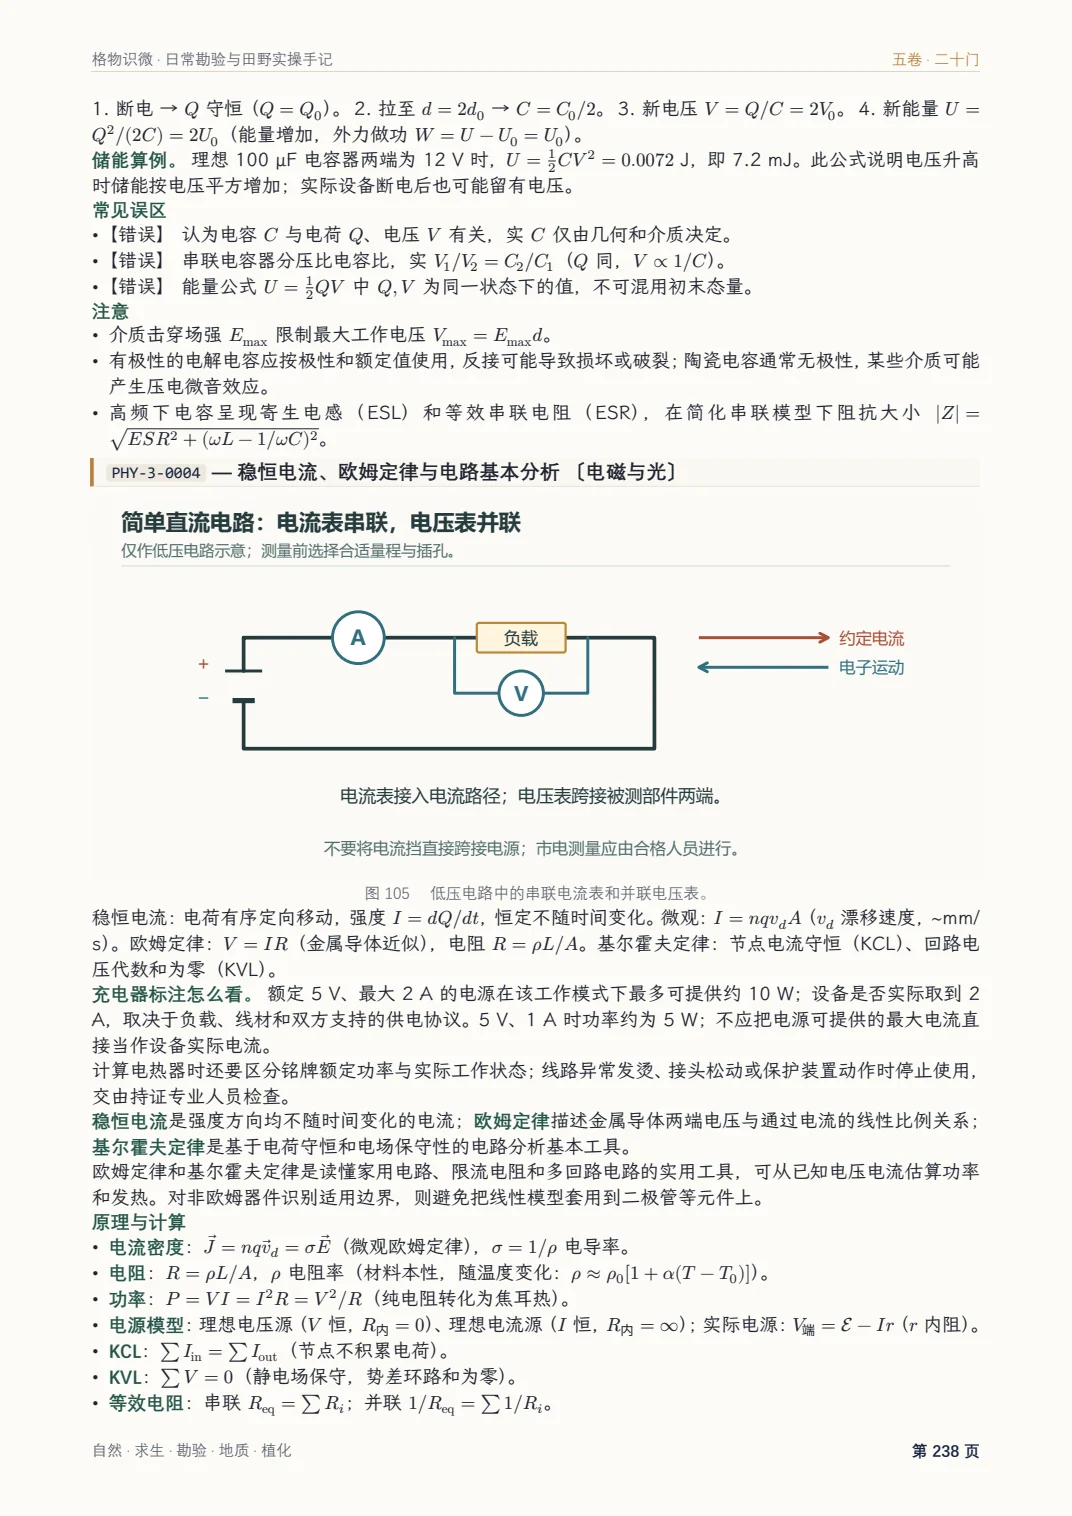 格物识微 · 日常勘验与田野实操手记
五卷 · 二十门
1. 断电 → Q 守恒（Q = Q₀）。2. 拉至 d = 2d₀ → C = C₀/2。3. 新电压 V = Q/C = 2V₀。4. 新能量 U =
Q²/(2C) = 2U₀（能量增加，外力做功 W = U − U₀ = U₀）。
储能算例。 理想 100 μF 电容器两端为 12 V 时，U = ½CV² = 0.0072 J，即 7.2 mJ。此公式说明电压升高
时储能按电压平方增加；实际设备断电后也可能留有电压。
常见误区
•【错误】 认为电容 C 与电荷 Q、电压 V 有关，实 C 仅由几何和介质决定。
•【错误】 串联电容器分压比电容比，实 V₁/V₂ = C₂/C₁（Q 同，V ∝ 1/C）。
•【错误】 能量公式 U = ½QV 中 Q, V 为同一状态下的值，不可混用初末态量。
注意
• 介质击穿场强 E_max 限制最大工作电压 V_max = E_max d。
• 有极性的电解电容应按极性和额定值使用，反接可能导致损坏或破裂；陶瓷电容通常无极性，某些介质可能
产生压电微音效应。
• 高频下电容呈现寄生电感（ESL）和等效串联电阻（ESR），在简化串联模型下阻抗大小 |Z| =
√(ESR² + (ωL − 1/ωC)²)。
PHY-3-0004 — 稳恒电流、欧姆定律与电路基本分析 〔电磁与光〕
简单直流电路：电流表串联，电压表并联
仅作低压电路示意；测量前选择合适量程与插孔。
A
负载
V
+
−
约定电流
电子运动
电流表接入电流路径；电压表跨接被测部件两端。
不要将电流挡直接跨接电源；市电测量应由合格人员进行。
图 105 低压电路中的串联电流表和并联电压表。
稳恒电流：电荷有序定向移动，强度 I = dQ/dt，恒定不随时间变化。微观：I = nqv_d A（v_d 漂移速度，~mm/
s）。欧姆定律：V = IR（金属导体近似），电阻 R = ρL/A。基尔霍夫定律：节点电流守恒（KCL）、回路电
压代数和为零（KVL）。
充电器标注怎么看。 额定 5 V、最大 2 A 的电源在该工作模式下最多可提供约 10 W；设备是否实际取到 2
A，取决于负载、线材和双方支持的供电协议。5 V、1 A 时功率约为 5 W；不应把电源可提供的最大电流直
接当作设备实际电流。
计算电热器时还要区分铭牌额定功率与实际工作状态；线路异常发烫、接头松动或保护装置动作时停止使用，
交由持证专业人员检查。
稳恒电流是强度方向均不随时间变化的电流；欧姆定律描述金属导体两端电压与通过电流的线性比例关系；
基尔霍夫定律是基于电荷守恒和电场保守性的电路分析基本工具。
欧姆定律和基尔霍夫定律是读懂家用电路、限流电阻和多回路电路的实用工具，可从已知电压电流估算功率
和发热。对非欧姆器件识别适用边界，则避免把线性模型套用到二极管等元件上。
原理与计算
• 电流密度：J⃗ = nqv⃗_d = σE⃗（微观欧姆定律），σ = 1/ρ 电导率。
• 电阻：R = ρL/A，ρ 电阻率（材料本性，随温度变化：ρ ≈ ρ₀[1 + α(T − T₀)]）。
• 功率：P = VI = I²R = V²/R（纯电阻转化为焦耳热）。
• 电源模型：理想电压源（V 恒，R内 = 0）、理想电流源（I 恒，R内 = ∞）；实际电源：V端 = ℰ − Ir（r 内阻）。
• KCL：∑ I_in = ∑ I_out（节点不积累电荷）。
• KVL：∑ V = 0（静电场保守，势差环路和为零）。
• 等效电阻：串联 R_eq = ∑ R_i；并联 1/R_eq = ∑ 1/R_i。
自然 · 求生 · 勘验 · 地质 · 植化
第 238 页